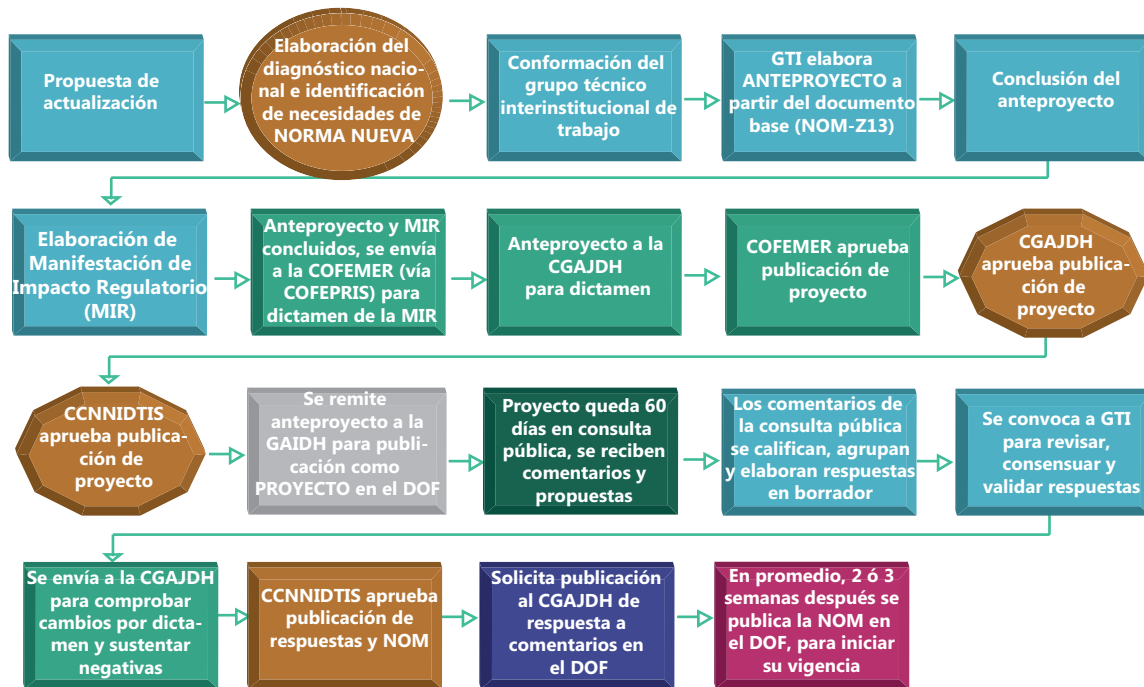 Propuesta de
actualización
Elaboración del
diagnóstico nacio-
nal e identificación
de necesidades de
NORMA NUEVA
Conformación del
grupo técnico
interinstitucional de
trabajo
GTI elabora
ANTEPROYECTO a
partir del documento
base (NOM-Z13)
Conclusión del
anteproyecto
Elaboración de
Manifestación de
Impacto Regulatorio
(MIR)
Anteproyecto y MIR
concluidos, se envía
a la COFEMER (vía
COFEPRIS) para
dictamen de la MIR
Anteproyecto a la
CGAJDH
para dictamen
COFEMER aprueba
publicación de
proyecto
CGAJDH
aprueba publica-
ción de
proyecto
CCNNIDTIS
aprueba publica-
ción de
proyecto
Se remite
anteproyecto a la
GAIDH para publi-
cación como
PROYECTO en el DOF
Proyecto queda 60
días en consulta
pública, se reciben
comentarios y
propuestas
Los comentarios de
la consulta pública
se califican, agrupan
y elaboran respuestas
en borrador
Se convoca a GTI
para revisar,
consensuar y
validar respuestas
Se envía a la CGAJDH
para comprobar
cambios por dicta-
men y sustentar
negativas
CCNNIDTIS aprueba
publicación de
respuestas y NOM
Solicita publicación
al CGAJDH de
respuesta a
comentarios en
el DOF
En promedio, 2 ó 3
semanas después se
publica la NOM en
el DOF, para iniciar
su vigencia